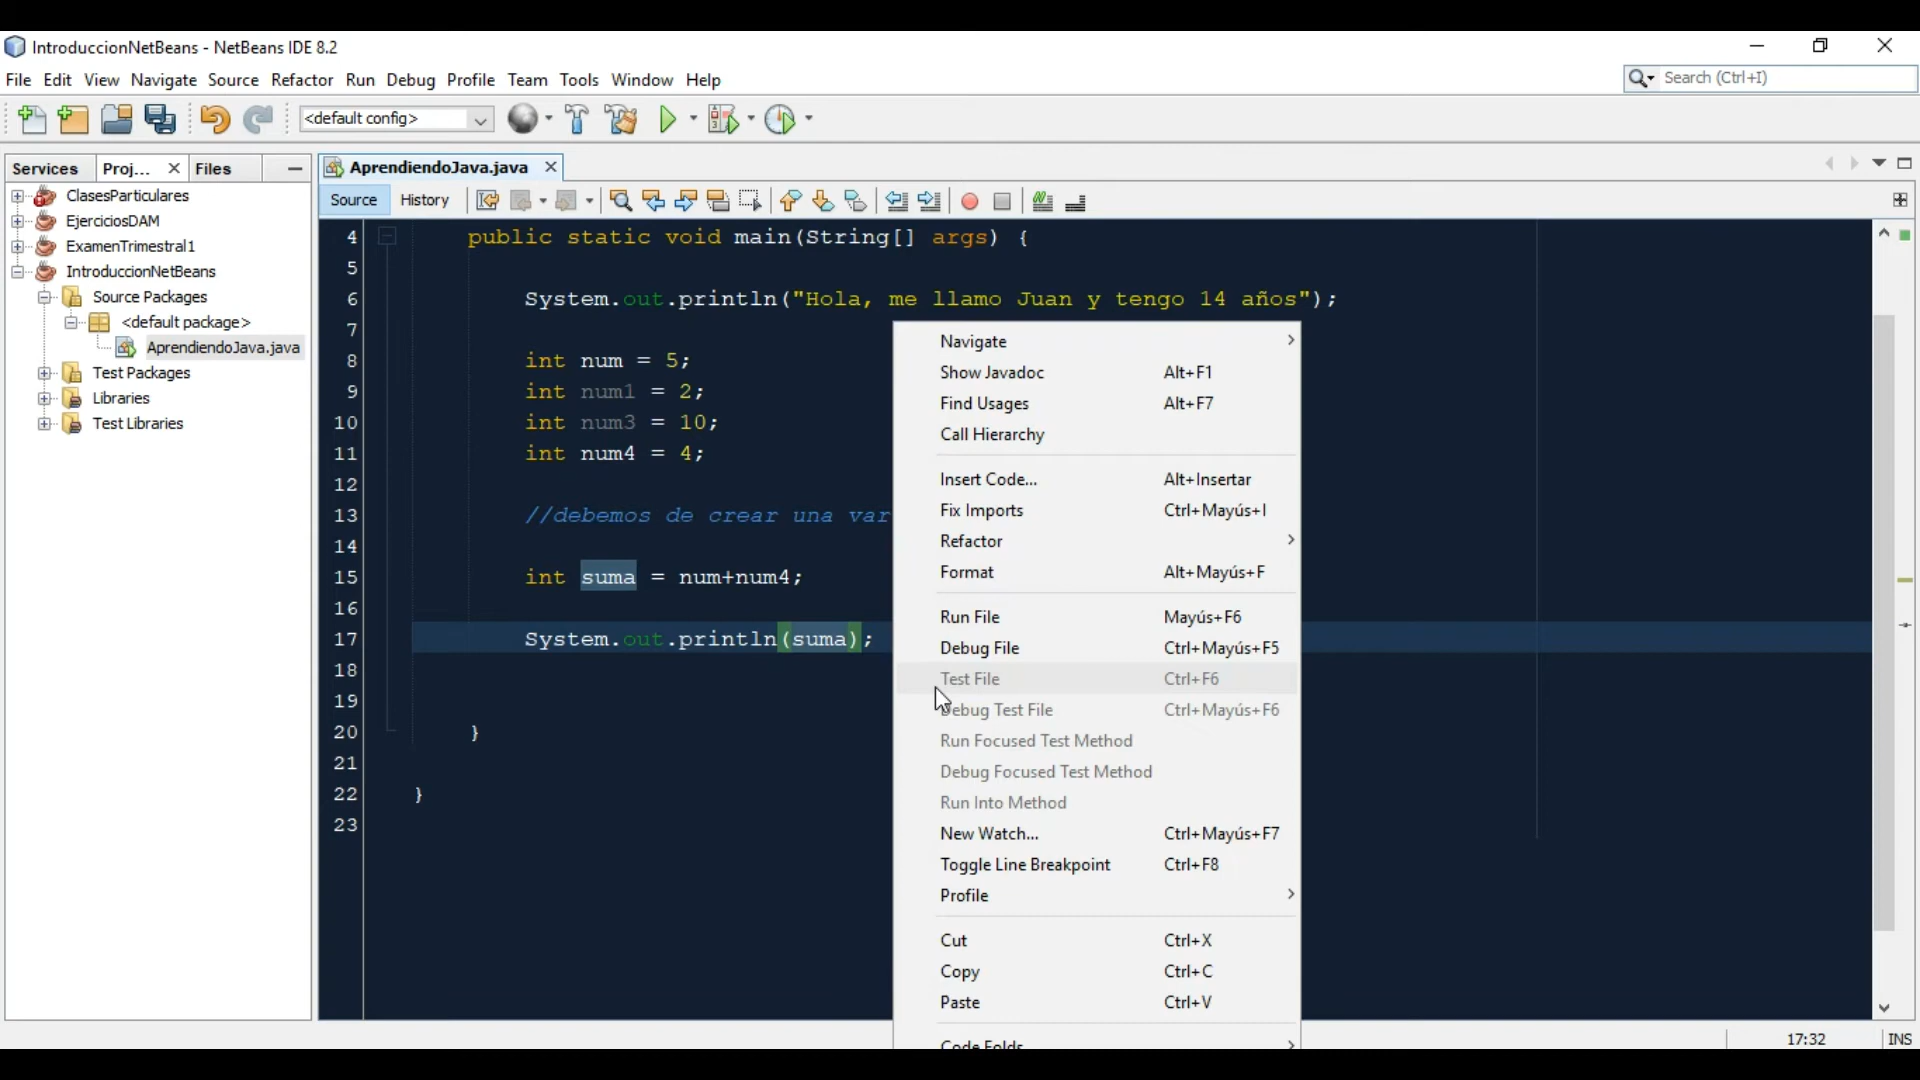 IntroduccionNetBeans - NetBeans IDE 8.2
File Edit View Navigate Source Refactor Run Debug Profile Team Tools Window Help
Search (Ctrl+I)
<default config>
Services Proj... Files
AprendiendoJava.java
Source History
ClasesParticulares
EjerciciosDAM
ExamenTrimestral1
IntroduccionNetBeans
Source Packages
<default package>
AprendiendoJava.java
Test Packages
Libraries
Test Libraries
4 public static void main(String[] args) {
5
6 System.out.println("Hola, me llamo Juan y tengo 14 años");
7
8 int num = 5;
9 int num1 = 2;
10 int num3 = 10;
11 int num4 = 4;
12
13 //debemos de crear una var
14
15 int suma = num+num4;
16
17 System.out.println(suma);
18
19
20 }
21
22 }
23
Navigate
Show Javadoc Alt+F1
Find Usages Alt+F7
Call Hierarchy
Insert Code... Alt+Insertar
Fix Imports Ctrl+Mayús+I
Refactor
Format Alt+Mayús+F
Run File Mayús+F6
Debug File Ctrl+Mayús+F5
Test File Ctrl+F6
Debug Test File Ctrl+Mayús+F6
Run Focused Test Method
Debug Focused Test Method
Run Into Method
New Watch... Ctrl+Mayús+F7
Toggle Line Breakpoint Ctrl+F8
Profile
Cut Ctrl+X
Copy Ctrl+C
Paste Ctrl+V
Code Folds
17:32 INS